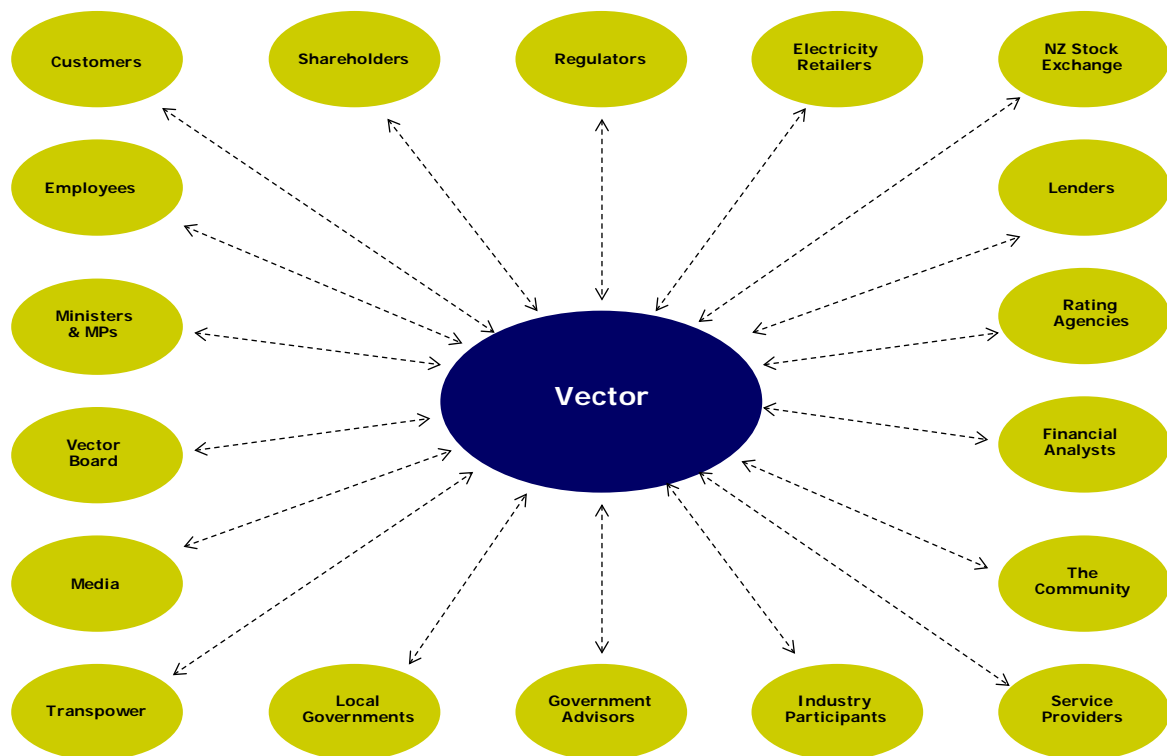 Customers
Shareholders
Regulators
Electricity
Retailers
NZ Stock
Exchange
Employees
Lenders
Ministers
& MPs
Rating
Agencies
Vector
Vector
Board
Financial
Analysts
Media
The
Community
Transpower
Local
Governments
Government
Advisors
Industry
Participants
Service
Providers